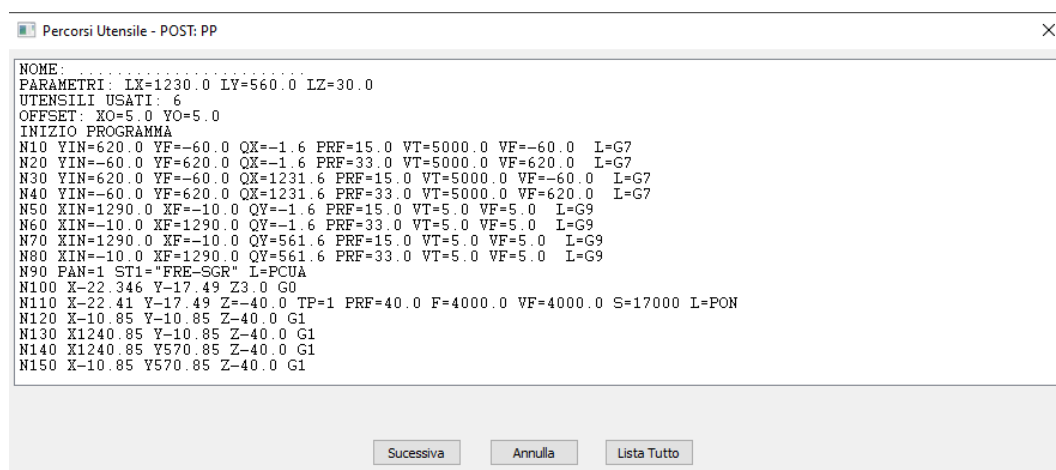 Percorsi Utensile - POST: PP
NOME: ........................
PARAMETRI: LX=1230.0 LY=560.0 LZ=30.0
UTENSILI USATI: 6
OFFSET: XO=5.0 YO=5.0
INIZIO PROGRAMMA
N10 YIN=620.0 YF=-60.0 QX=-1.6 PRF=15.0 VT=5000.0 VF=-60.0  L=G7
N20 YIN=-60.0 YF=620.0 QX=-1.6 PRF=33.0 VT=5000.0 VF=620.0  L=G7
N30 YIN=620.0 YF=-60.0 QX=1231.6 PRF=15.0 VT=5000.0 VF=-60.0  L=G7
N40 YIN=-60.0 YF=620.0 QX=1231.6 PRF=33.0 VT=5000.0 VF=620.0  L=G7
N50 XIN=1290.0 XF=-10.0 QY=-1.6 PRF=15.0 VT=5.0 VF=5.0  L=G9
N60 XIN=-10.0 XF=1290.0 QY=-1.6 PRF=33.0 VT=5.0 VF=5.0  L=G9
N70 XIN=1290.0 XF=-10.0 QY=561.6 PRF=15.0 VT=5.0 VF=5.0  L=G9
N80 XIN=-10.0 XF=1290.0 QY=561.6 PRF=33.0 VT=5.0 VF=5.0  L=G9
N90 PAN=1 ST1="FRE-SGR" L=PCUA
N100 X-22.346 Y-17.49 Z3.0 G0
N110 X-22.41 Y-17.49 Z=-40.0 TP=1 PRF=40.0 F=4000.0 VF=4000.0 S=17000 L=PON
N120 X-10.85 Y-10.85 Z-40.0 G1
N130 X1240.85 Y-10.85 Z-40.0 G1
N140 X1240.85 Y570.85 Z-40.0 G1
N150 X-10.85 Y570.85 Z-40.0 G1
Sucessiva Annulla Lista Tutto